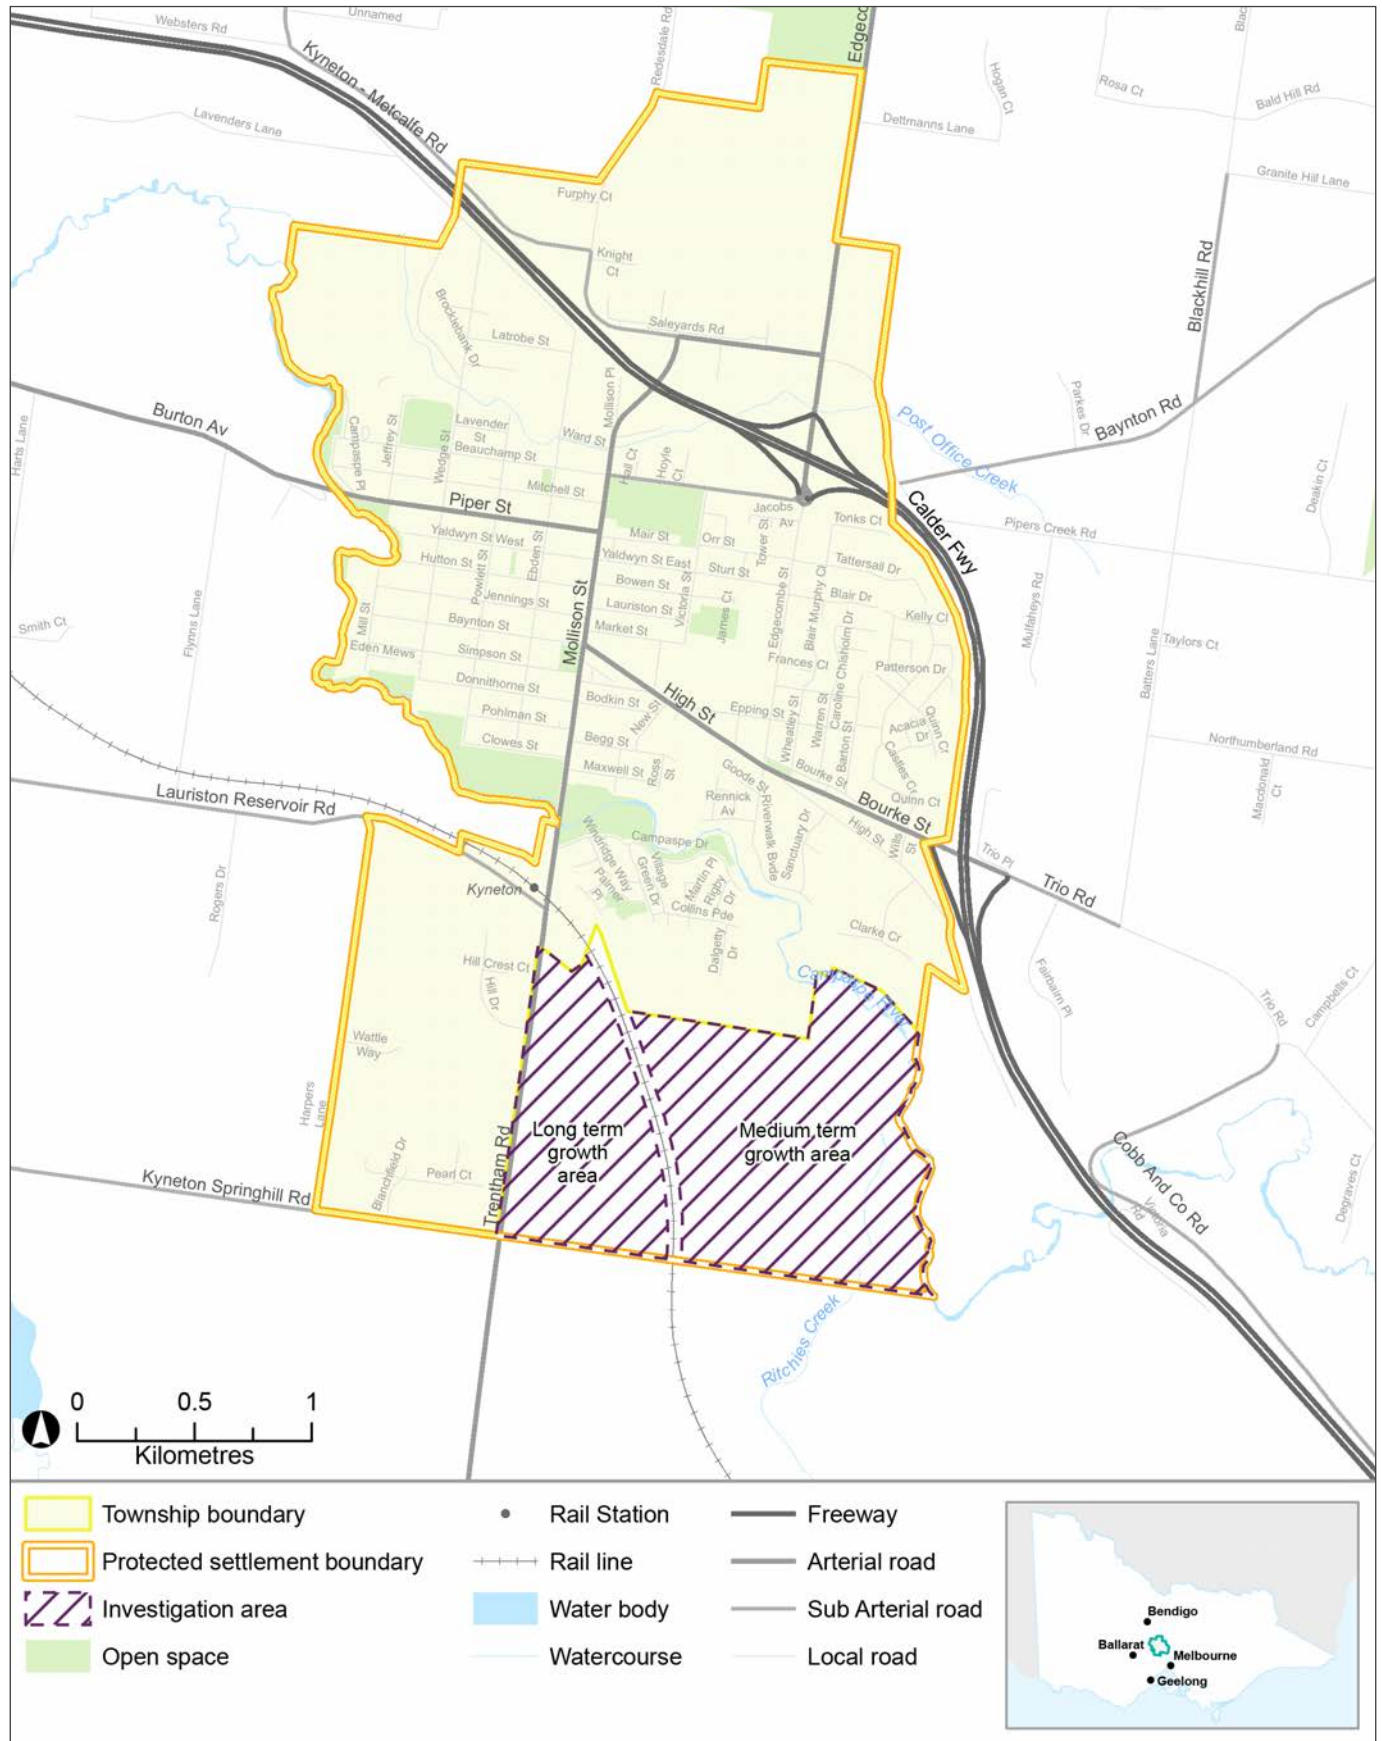 Websters Rd
Unnamed
Redesdale Rd
Edgeco
Blac
Kyneton - Metcalfe Rd
Hogan Ct
Rosa Ct
Bald Hill Rd
Lavenders Lane
Dettmanns Lane
Granite Hill Lane
Furphy Ct
Knight
Ct
Blackhill Rd
Brocklebank Dr
Latrobe St
Saleyards Rd
Mollison Pl
Parkes Dr
Baynton Rd
Burton Av
Harts Lane
Campaspe Pl
Jeffrey St
Wedge St
Lavender
St
Beauchamp St
Ward St
Hall Ct
Hoyle
Ct
Post Office Creek
Deakin Ct
Mitchell St
Piper St
Jacobs
Av
Tonks Ct
Calder Fwy
Pipers Creek Rd
Yaldwyn St West
Mair St
Orr St
Tower St
Hutton St
Powlett St
Ebden St
Yaldwyn St East
Sturt St
Tattersall Dr
Bowen St
Victoria St
Jennings St
Mollison St
Lauriston St
James Ct
Edgecombe St
Blair Murphy Cl
Blair Dr
Kelly Cl
Mulfaheys Rd
Smith Ct
Flynns Lane
Mill St
Baynton St
Market St
Caroline Chisholm Dr
Batters Lane
Taylors Ct
Eden Mews
Simpson St
Frances Ct
Patterson Dr
Donnithorne St
High St
Bodkin St
New St
Epping St
Wheatley St
Warren St
Barton St
Acacia
Dr
Quinn Cr
Pohlman St
Northumberland Rd
Clowes St
Begg St
Castles Cr
Maxwell St
Ross
St
Goode St
Bourke St
Macdonald
Ct
Lauriston Reservoir Rd
Rennick
Av
Riverwalk Bvde
Quinn Ct
Bourke St
Sanctuary Dr
High St
Wills
St
Windridge Way
Campaspe Dr
Trio Pl
Trio Rd
Rogers Dr
Kyneton
Palmer
Pl
Village
Green Dr
Martin Pl
Rigby
Dr
Collins Pde
Dalgetty
Dr
Clarke Cr
Hill Crest Ct
Hill Dr
Campaspe River
Fairbairn Pl
Trio Rd
Campbells Ct
Wattle
Way
Harpers
Lane
Long term
growth
area
Medium term
growth area
Trentham Rd
Blanchfield Dr
Pearl Ct
Kyneton Springhill Rd
Cobb And Co Rd
Victoria
Rd
Degraves Ct
Ritchies Creek
0 0.5 1
Kilometres
Township boundary
Protected settlement boundary
Investigation area
Open space
Rail Station
Rail line
Water body
Watercourse
Freeway
Arterial road
Sub Arterial road
Local road
Bendigo
Ballarat
Melbourne
Geelong